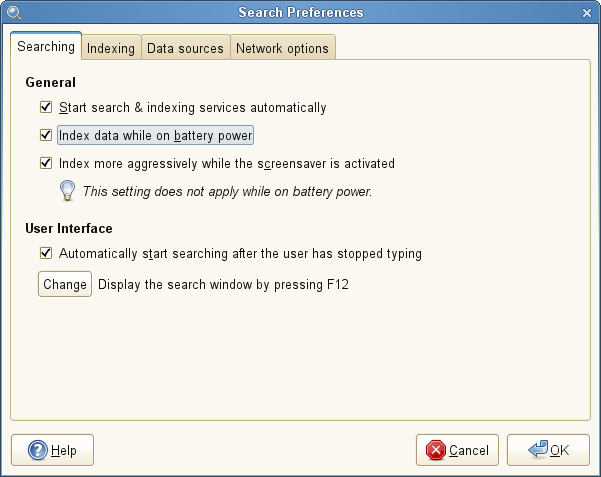 Search Preferences
Searching Indexing Data sources Network options
General
Start search & indexing services automatically
Index data while on battery power
Index more aggressively while the screensaver is activated
This setting does not apply while on battery power.
User Interface
Automatically start searching after the user has stopped typing
Change Display the search window by pressing F12
Help Cancel OK